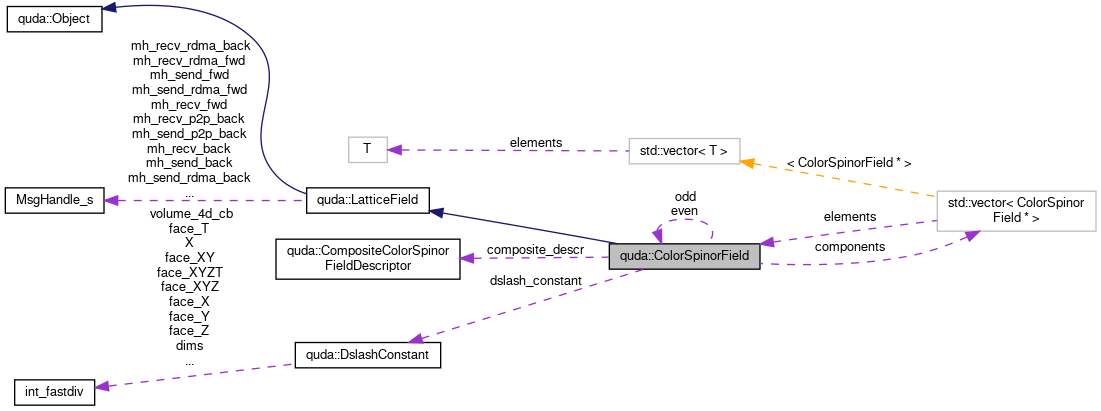 quda::Object
mh_recv_rdma_back
mh_recv_rdma_fwd
mh_send_fwd
mh_send_rdma_fwd
mh_recv_fwd
mh_recv_p2p_back
mh_send_p2p_back
mh_recv_back
mh_send_back
mh_send_rdma_back
...
MsgHandle_s
quda::LatticeField
T
elements
std::vector< T >
< ColorSpinorField * >
std::vector< ColorSpinor
Field * >
elements
components
odd
even
quda::ColorSpinorField
composite_descr
quda::CompositeColorSpinor
FieldDescriptor
dslash_constant
volume_4d_cb
face_T
X
face_XY
face_XYZT
face_XYZ
face_X
face_Y
face_Z
dims
...
quda::DslashConstant
int_fastdiv